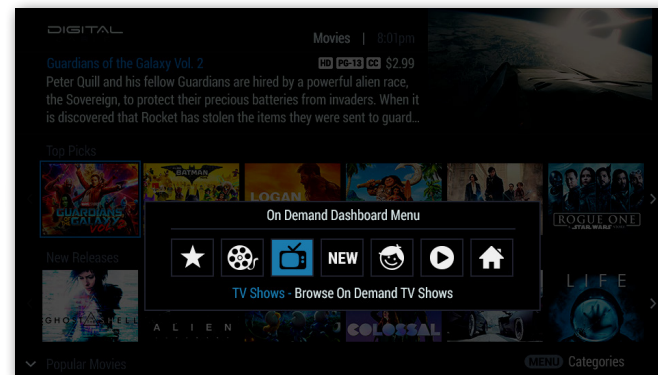 DIGITAL
Movies | 8:01pm
Guardians of the Galaxy Vol. 2 HD PG-13 CC $2.99
Peter Quill and his fellow Guardians are hired by a powerful alien race,
the Sovereign, to protect their precious batteries from invaders. When it
is discovered that Rocket has stolen the items they were sent to guard...
Top Picks
GUARDIANS GALAXY VOL. 2
BATMAN
LOGAN
ROGUE ONE
STAR WARS
On Demand Dashboard Menu
NEW
TV Shows - Browse On Demand TV Shows
New Releases
GHOST SHELL
ALIEN
COLOSSAL
LIFE
Popular Movies
MENU Categories